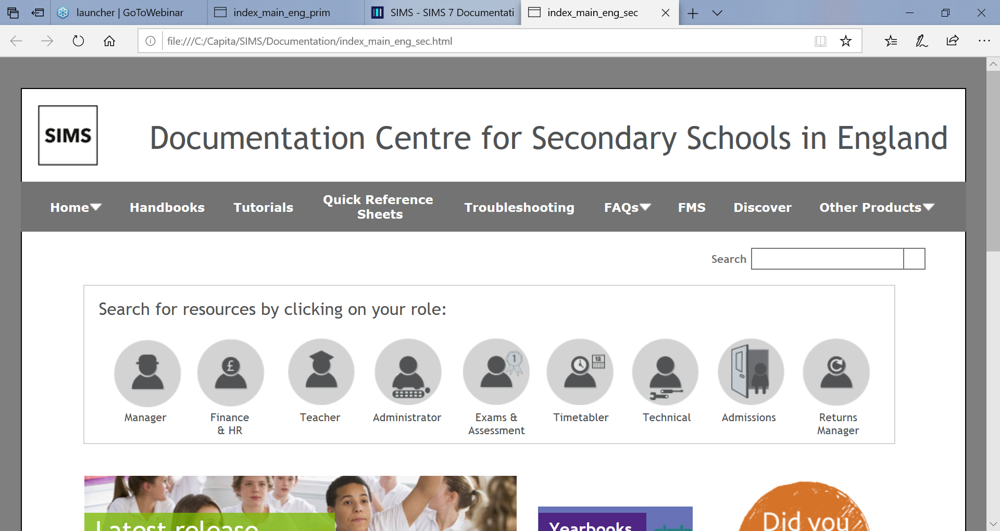 launcher | GoToWebinar
index_main_eng_prim
SIMS - SIMS 7 Documentati
index_main_eng_sec
file:///C:/Capita/SIMS/Documentation/index_main_eng_sec.html
SIMS
Documentation Centre for Secondary Schools in England
Home
Handbooks
Tutorials
Quick Reference
Sheets
Troubleshooting
FAQs
FMS
Discover
Other Products
Search
Search for resources by clicking on your role:
£
1
12
Manager
Finance
& HR
Teacher
Administrator
Exams &
Assessment
Timetabler
Technical
Admissions
Returns
Manager
Latest release
Yearbooks
Did you